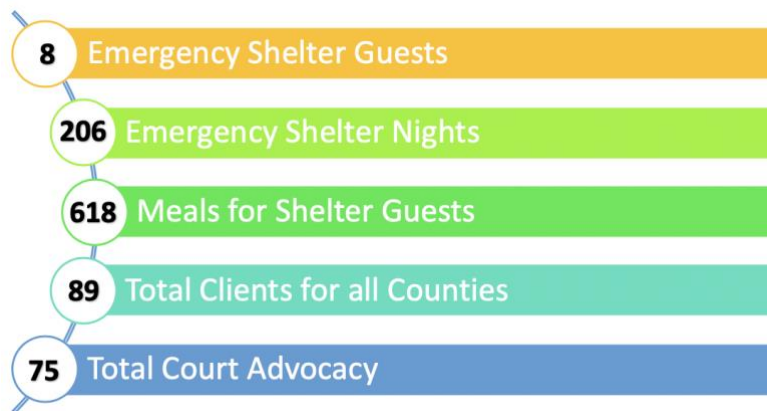 8 Emergency Shelter Guests
206 Emergency Shelter Nights
618 Meals for Shelter Guests
89 Total Clients for all Counties
75 Total Court Advocacy